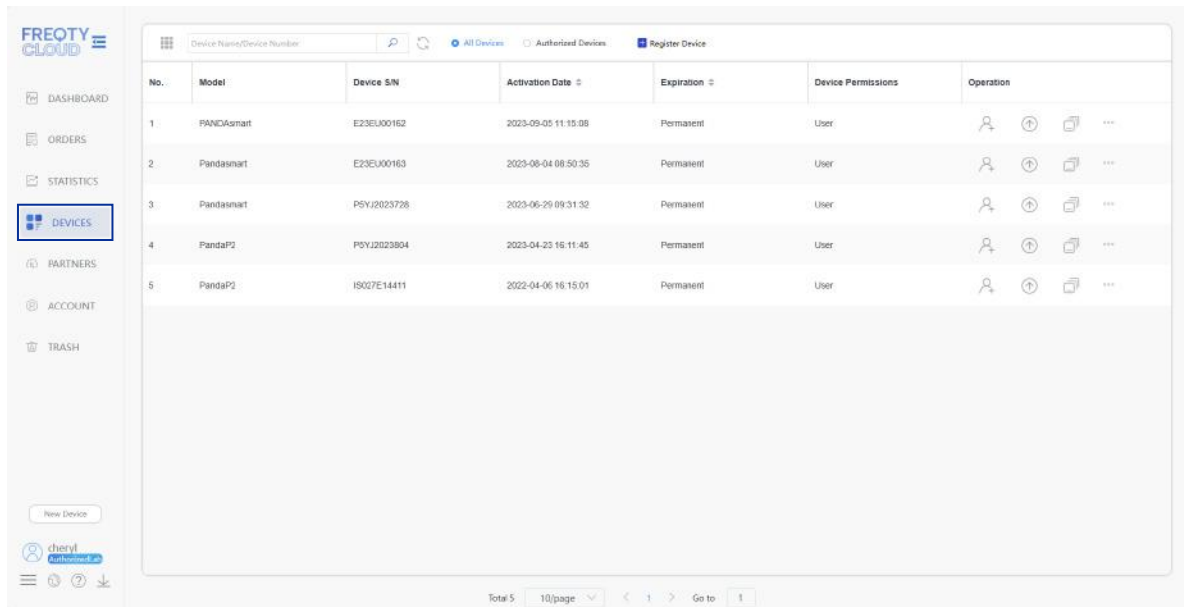 FREQTY
CLOUD
Device Name/Device Number
All Devices
Authorized Devices
Register Device
No. Model Device S/N Activation Date Expiration Device Permissions Operation
DASHBOARD
1 PANDAsmart E23EU00162 2023-09-05 11:15:08 Permanent User
ORDERS
2 Pandasmart E23EU00163 2023-08-04 08:50:35 Permanent User
STATISTICS
3 Pandasmart P5YJ2023728 2023-06-29 09:31:32 Permanent User
DEVICES
4 PandaP2 P5YJ2023804 2023-04-23 16:11:45 Permanent User
PARTNERS
5 PandaP2 IS027E14411 2022-04-06 16:15:01 Permanent User
ACCOUNT
TRASH
New Device
cheryl
AuthorizedLab
Total 5 10/page 1 Go to 1